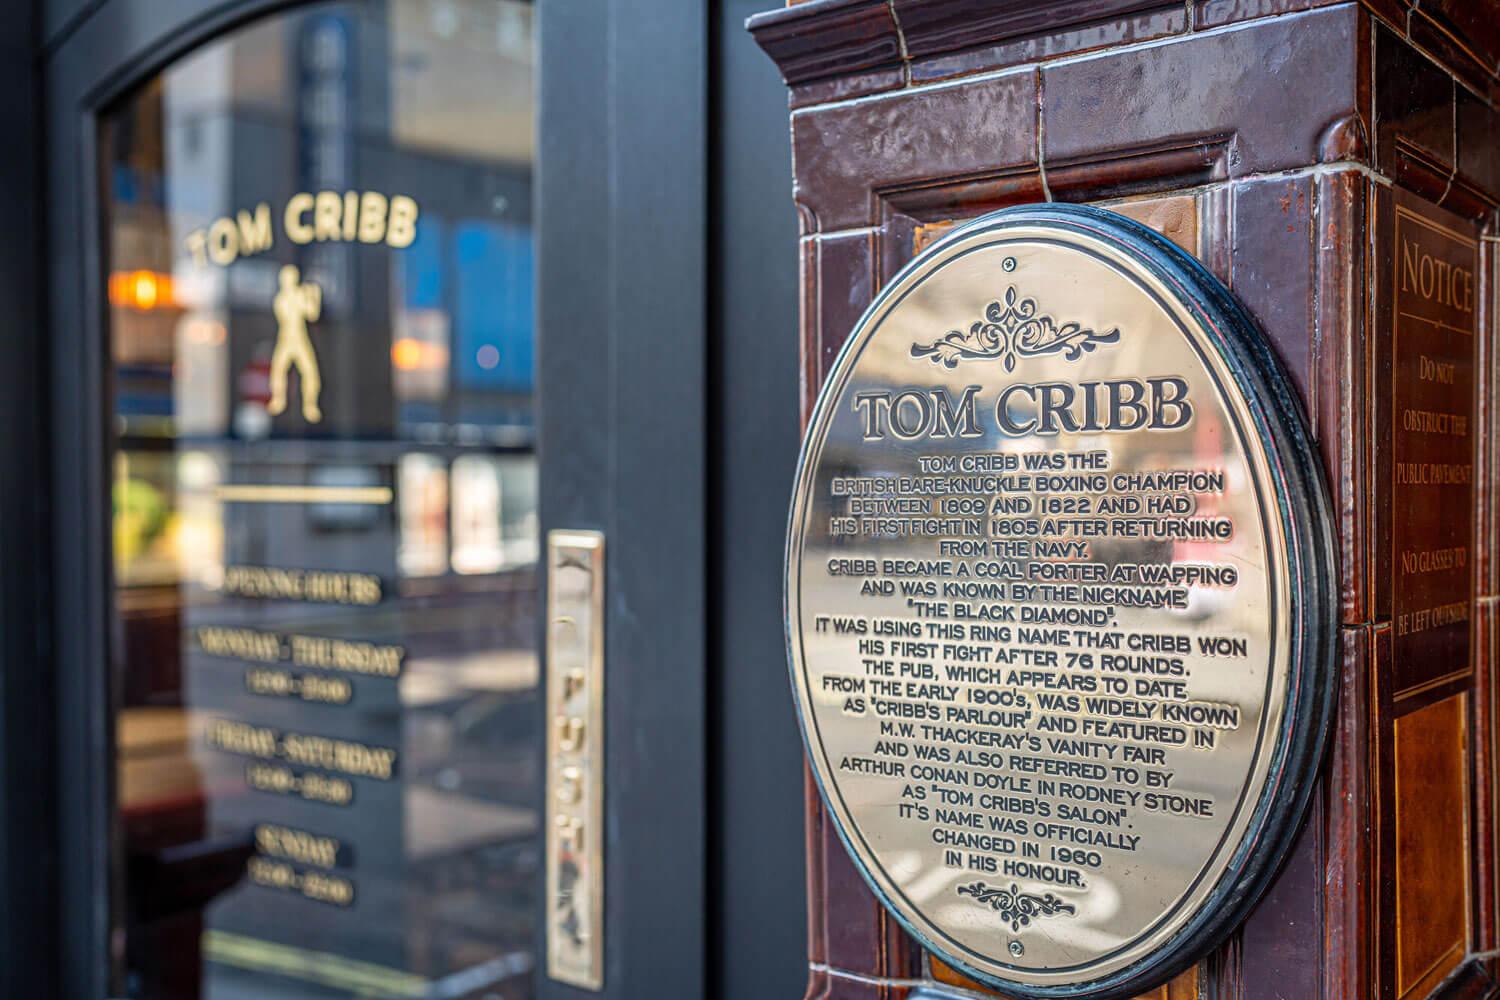 TOM CRIBB
OPENING HOURS
MONDAY - THURSDAY
FRIDAY - SATURDAY
SUNDAY
PUSH
TOM CRIBB
TOM CRIBB WAS THE
BRITISH BARE-KNUCKLE BOXING CHAMPION
BETWEEN 1809 AND 1822 AND HAD
HIS FIRST FIGHT IN 1805 AFTER RETURNING
FROM THE NAVY.
CRIBB BECAME A COAL PORTER AT WAPPING
AND WAS KNOWN BY THE NICKNAME
"THE BLACK DIAMOND".
IT WAS USING THIS RING NAME THAT CRIBB WON
HIS FIRST FIGHT AFTER 76 ROUNDS.
THE PUB, WHICH APPEARS TO DATE
FROM THE EARLY 1900's, WAS WIDELY KNOWN
AS "CRIBB'S PARLOUR" AND FEATURED IN
M.W. THACKERAY'S VANITY FAIR
AND WAS ALSO REFERRED TO BY
ARTHUR CONAN DOYLE IN RODNEY STONE
AS "TOM CRIBB'S SALON".
IT'S NAME WAS OFFICIALLY
CHANGED IN 1960
IN HIS HONOUR.
NOTICE
DO NOT
OBSTRUCT THE
PUBLIC PAVEMENT
NO GLASSES TO
BE LEFT OUTSIDE